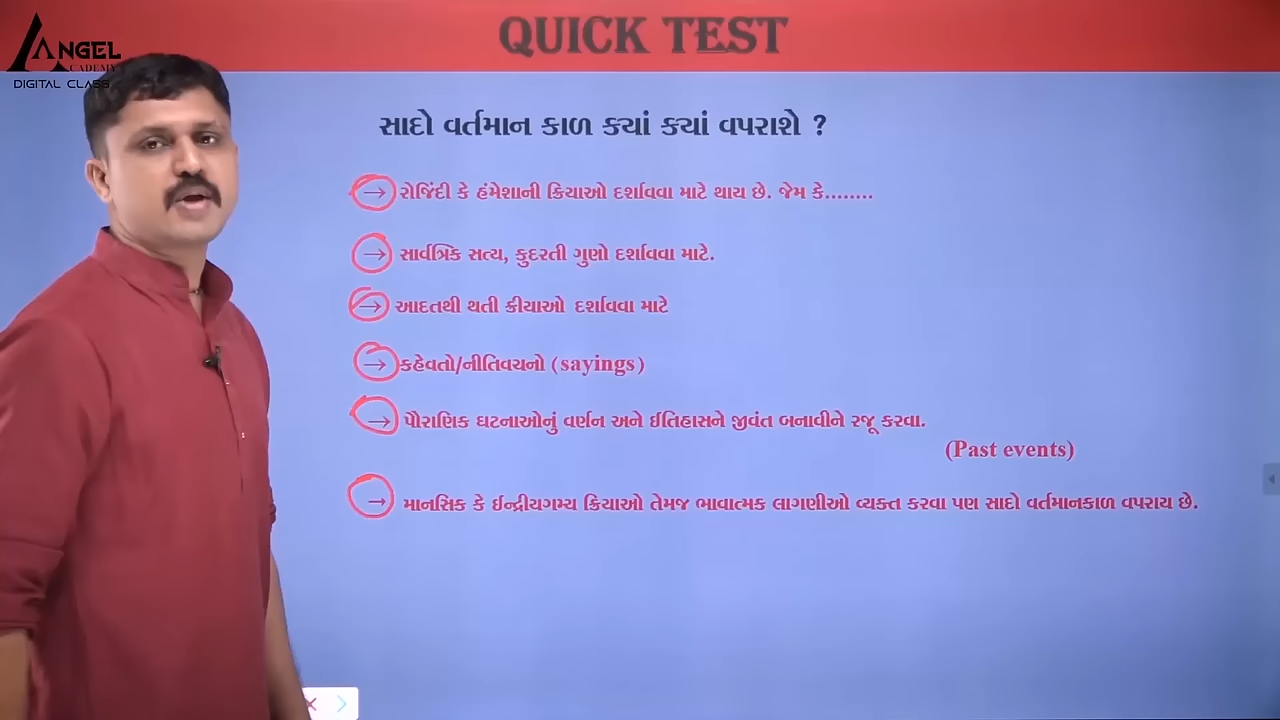 ANGEL
ACADEMY
DIGITAL CLASS
QUICK TEST
સાદો વર્તમાન કાળ ક્યાં ક્યાં વપરાશે ?
→ રોજિંદી કે હંમેશાની ક્રિયાઓ દર્શાવવા માટે થાય છે. જેમ કે........
→ સાર્વત્રિક સત્ય, કુદરતી ગુણો દર્શાવવા માટે.
→ આદતથી થતી ક્રીયાઓ દર્શાવવા માટે
→ કહેવતો/નીતિવચનો (sayings)
→ પૌરાણિક ઘટનાઓનું વર્ણન અને ઈતિહાસને જીવંત બનાવીને રજૂ કરવા.
(Past events)
→ માનસિક કે ઈન્દ્રીયગમ્ય ક્રિયાઓ તેમજ ભાવાત્મક લાગણીઓ વ્યક્ત કરવા પણ સાદો વર્તમાનકાળ વપરાય છે.